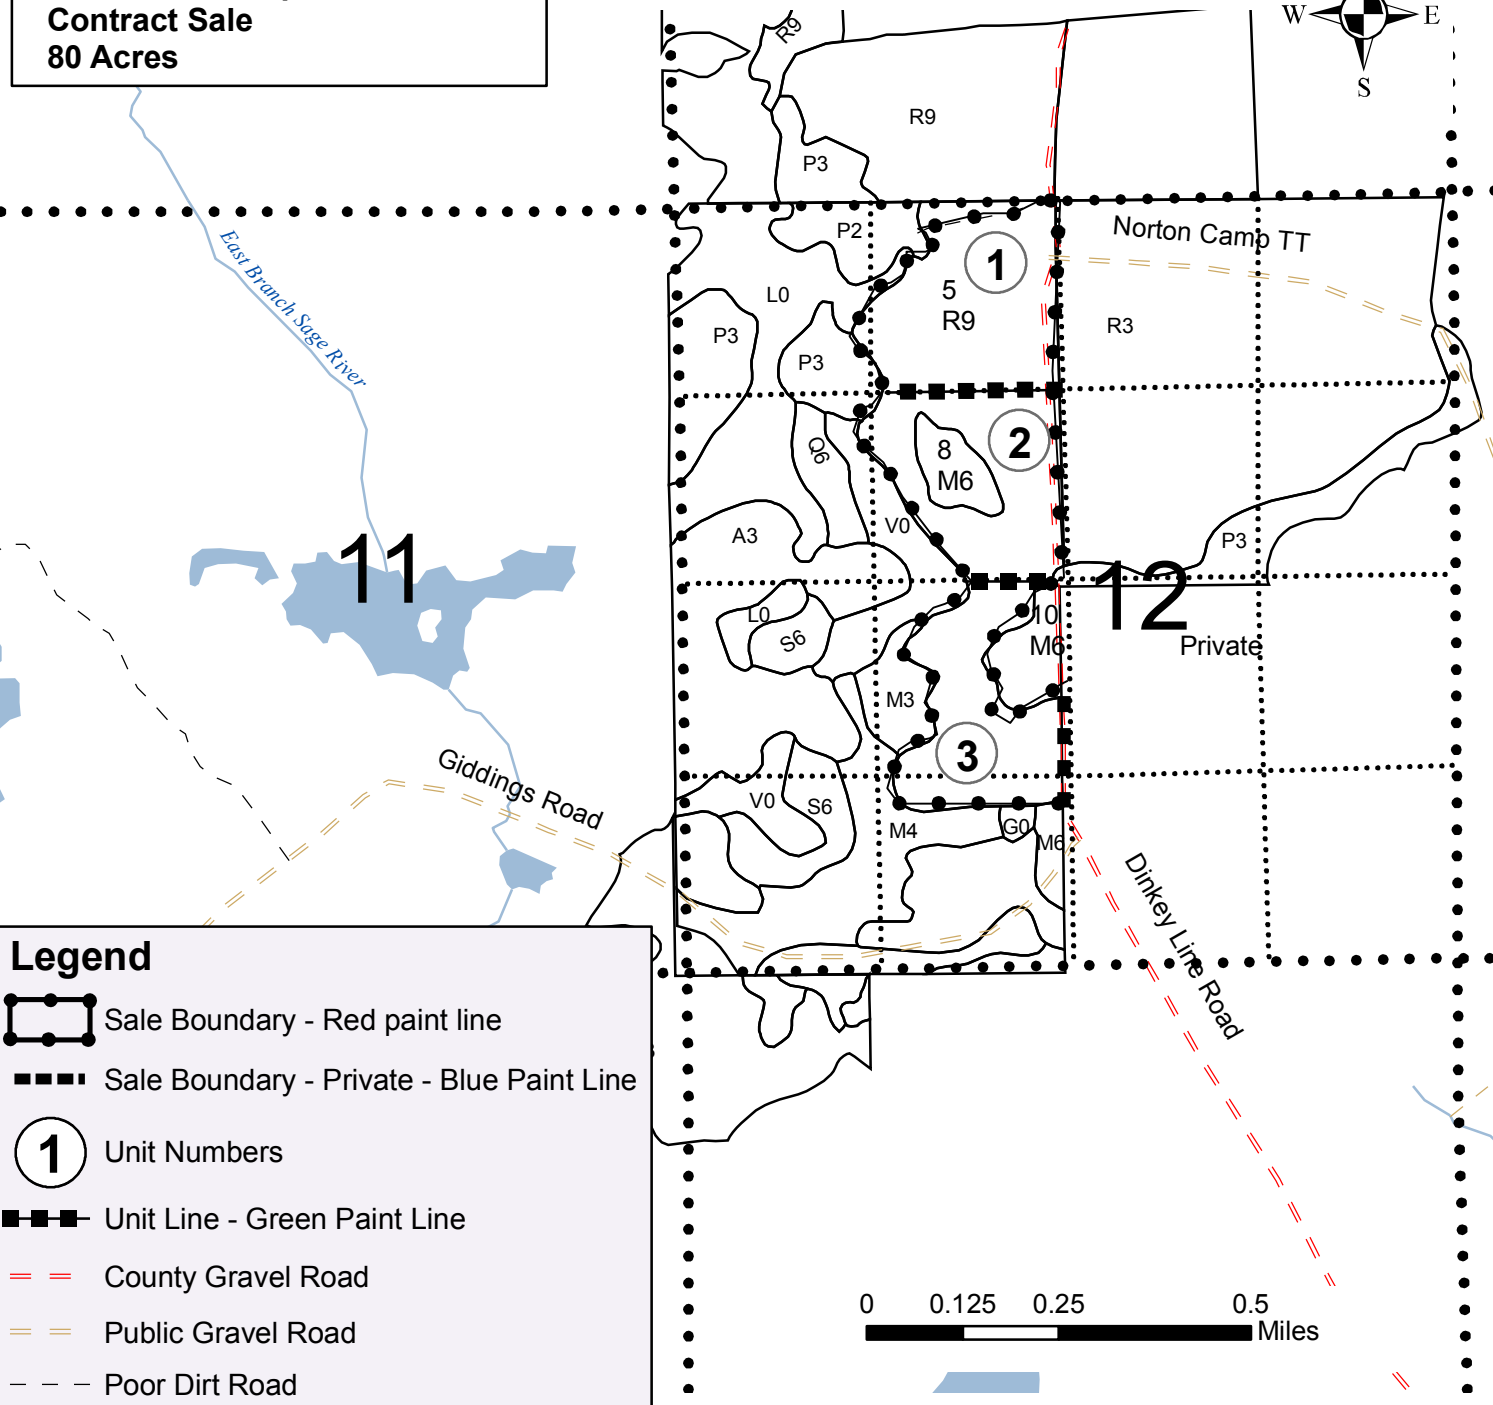 Contract Sale
80 Acres
W
E
S
R9
R9
P3
P2
Norton Camp TT
1
5
R9
L0
P3
P3
R3
East Branch Sage River
2
8
M6
Q6
V0
A3
P3
11
12
L0
S6
10
M6
Private
M3
3
Giddings Road
V0
S6
M4
G0
M6
Dinkey Line Road
Legend
Sale Boundary - Red paint line
Sale Boundary - Private - Blue Paint Line
1
Unit Numbers
Unit Line - Green Paint Line
County Gravel Road
Public Gravel Road
Poor Dirt Road
0
0.125
0.25
0.5
Miles